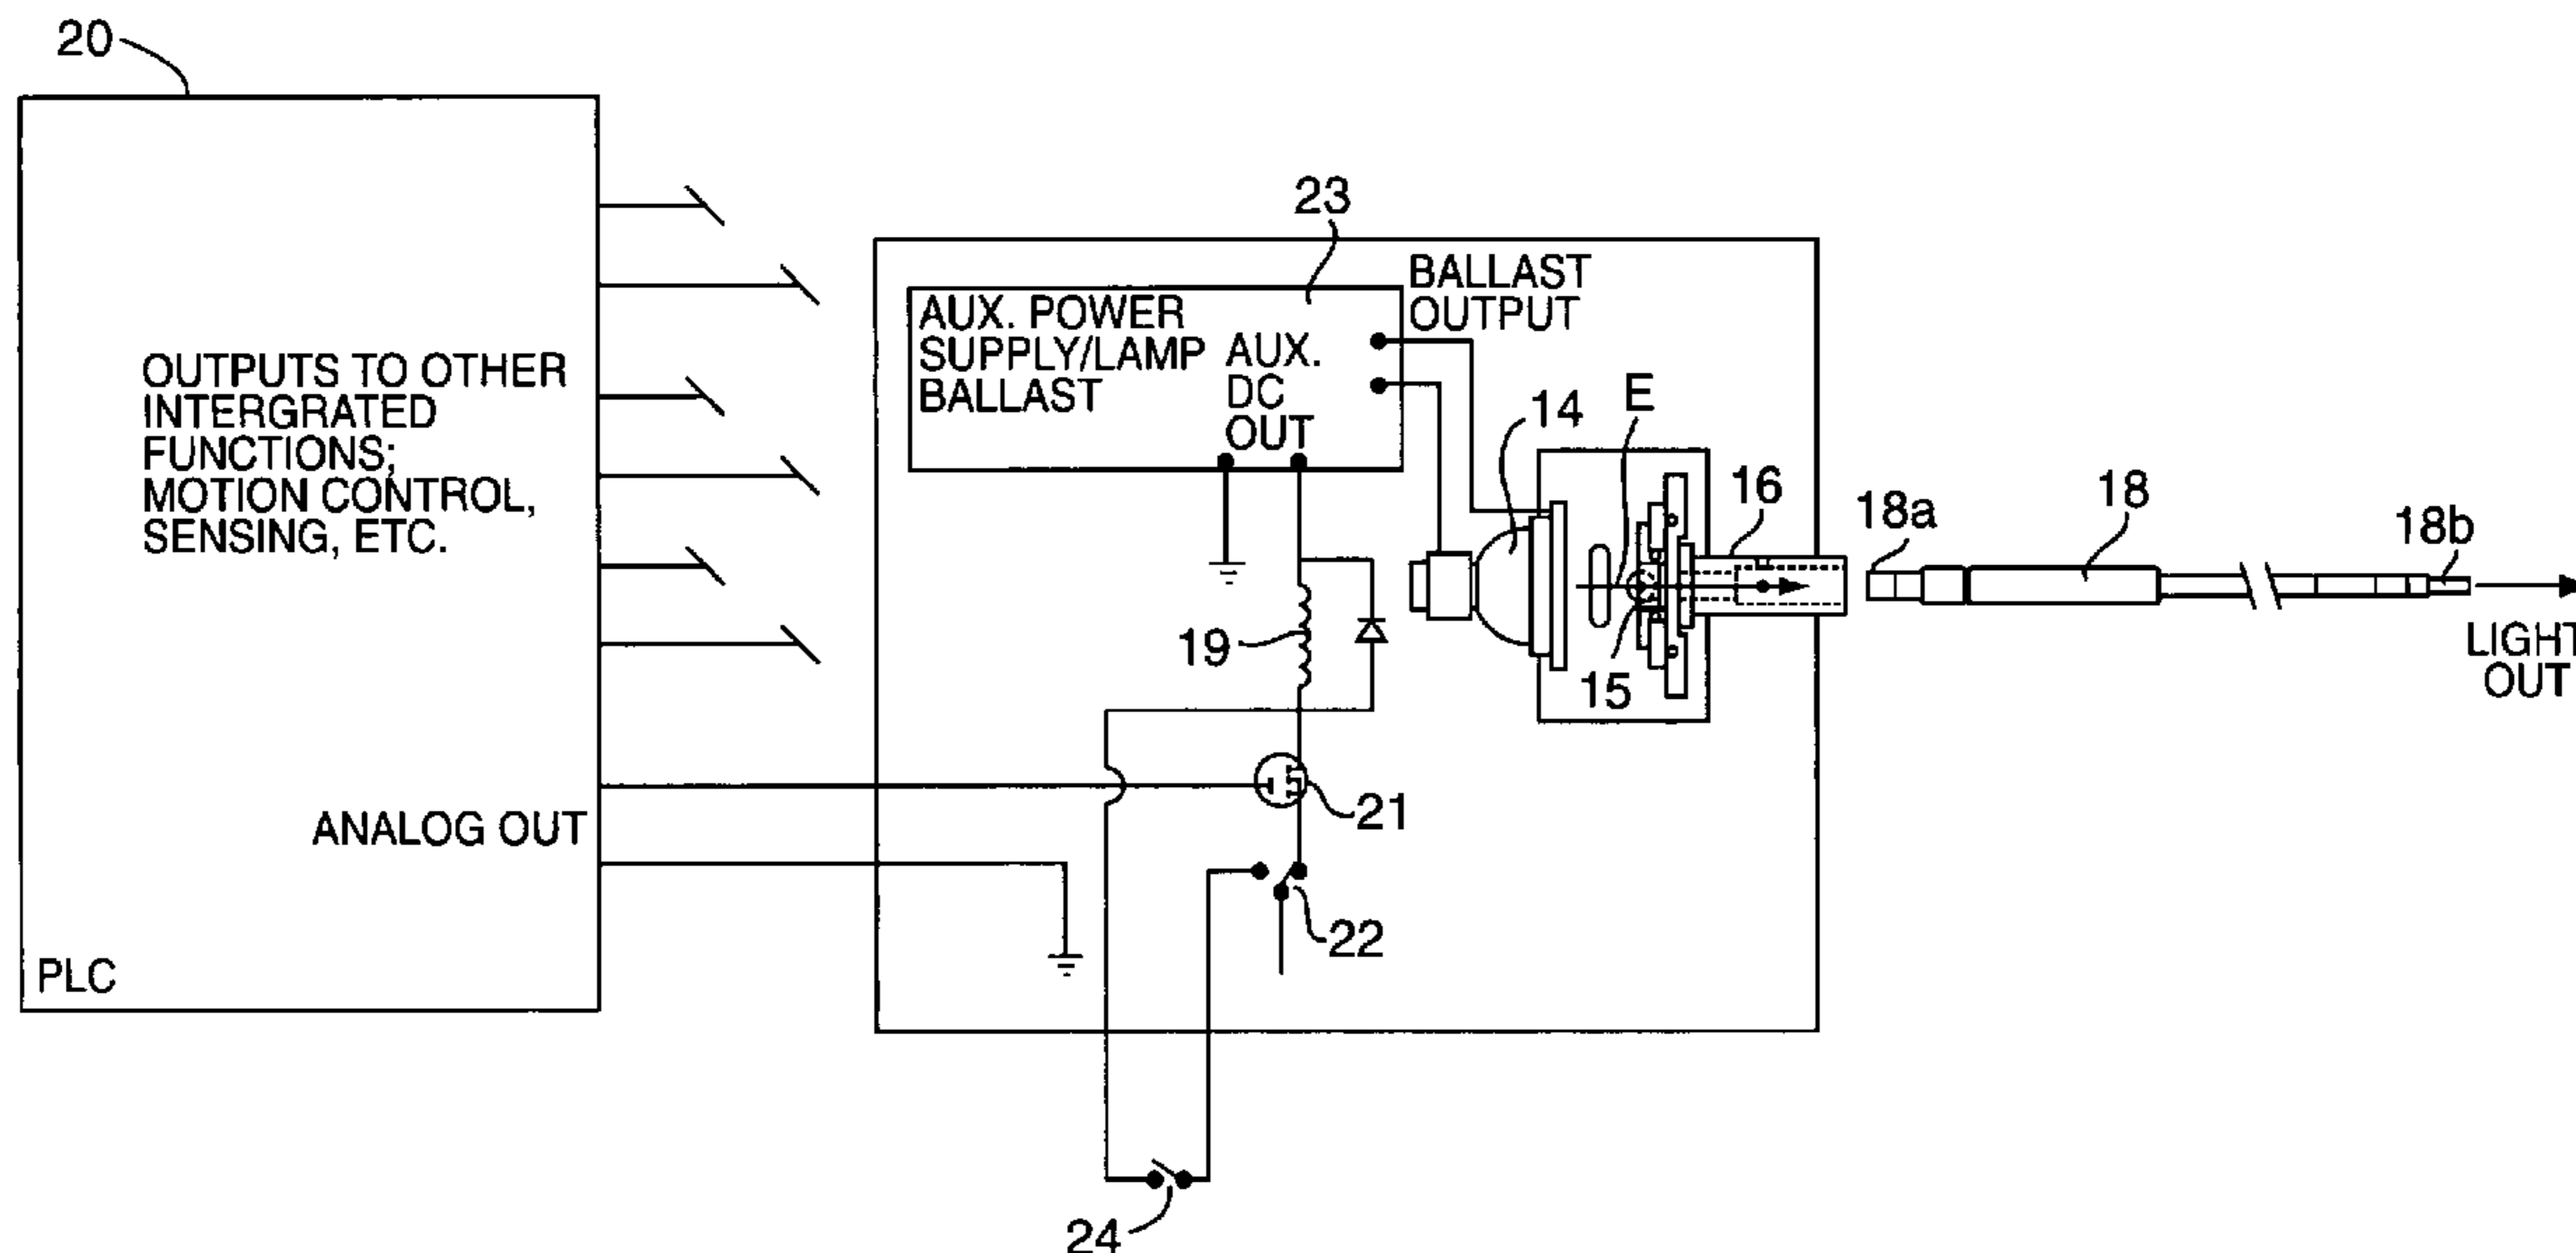 20
OUTPUTS TO OTHER
INTERGRATED
FUNCTIONS;
MOTION CONTROL,
SENSING, ETC.
ANALOG OUT
PLC
23
BALLAST
OUTPUT
AUX. POWER
SUPPLY/LAMP
BALLAST
AUX.
DC
OUT
14
E
15
16
18a
18
18b
LIGHT
OUT
19
21
22
24